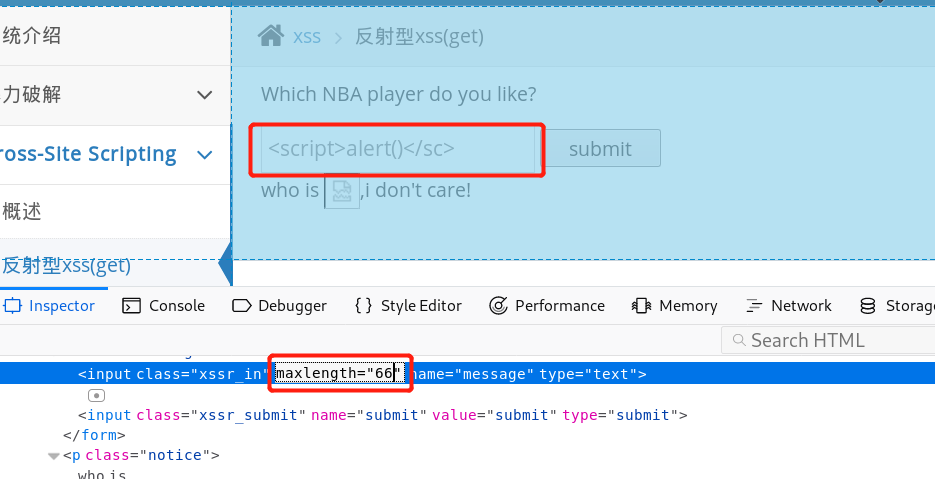 统介绍
xss > 反射型xss(get)
力破解
Which NBA player do you like?
ross-Site Scripting
<script>alert()</sc>
submit
who is ,i don't care!
概述
反射型xss(get)
Inspector Console Debugger {} Style Editor Performance Memory Network Storag
Search HTML
<input class="xssr_in" maxlength="66" name="message" type="text">
<input class="xssr_submit" name="submit" value="submit" type="submit">
</form>
<p class="notice">
who is